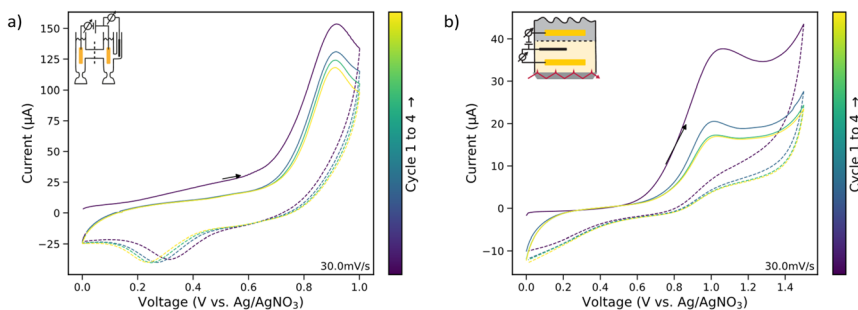 a)
150
125
100
75
50
25
0
−25
Current (μA)
0.0 0.2 0.4 0.6 0.8 1.0
Voltage (V vs. Ag/AgNO3)
30.0mV/s
Cycle 1 to 4 →
b)
40
30
20
10
0
−10
Current (μA)
0.0 0.2 0.4 0.6 0.8 1.0 1.2 1.4
Voltage (V vs. Ag/AgNO3)
30.0mV/s
Cycle 1 to 4 →